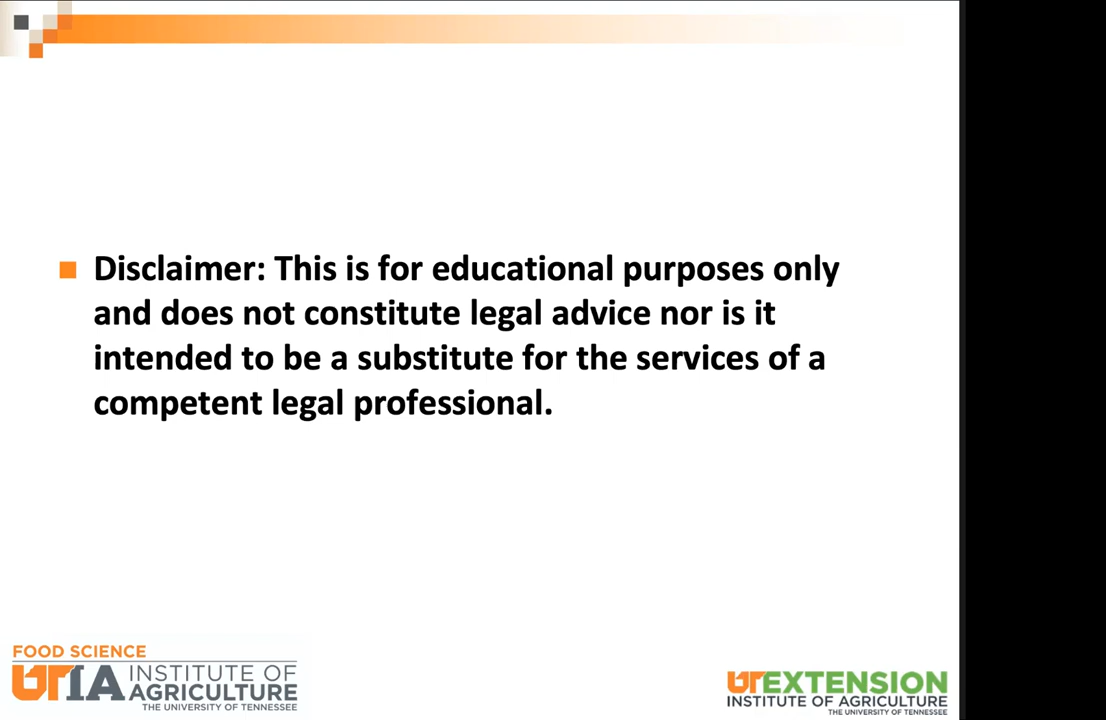 Disclaimer: This is for educational purposes only
and does not constitute legal advice nor is it
intended to be a substitute for the services of a
competent legal professional.
FOOD SCIENCE
UTIA INSTITUTE OF
AGRICULTURE
THE UNIVERSITY OF TENNESSEE
UT EXTENSION
INSTITUTE OF AGRICULTURE
THE UNIVERSITY OF TENNESSEE